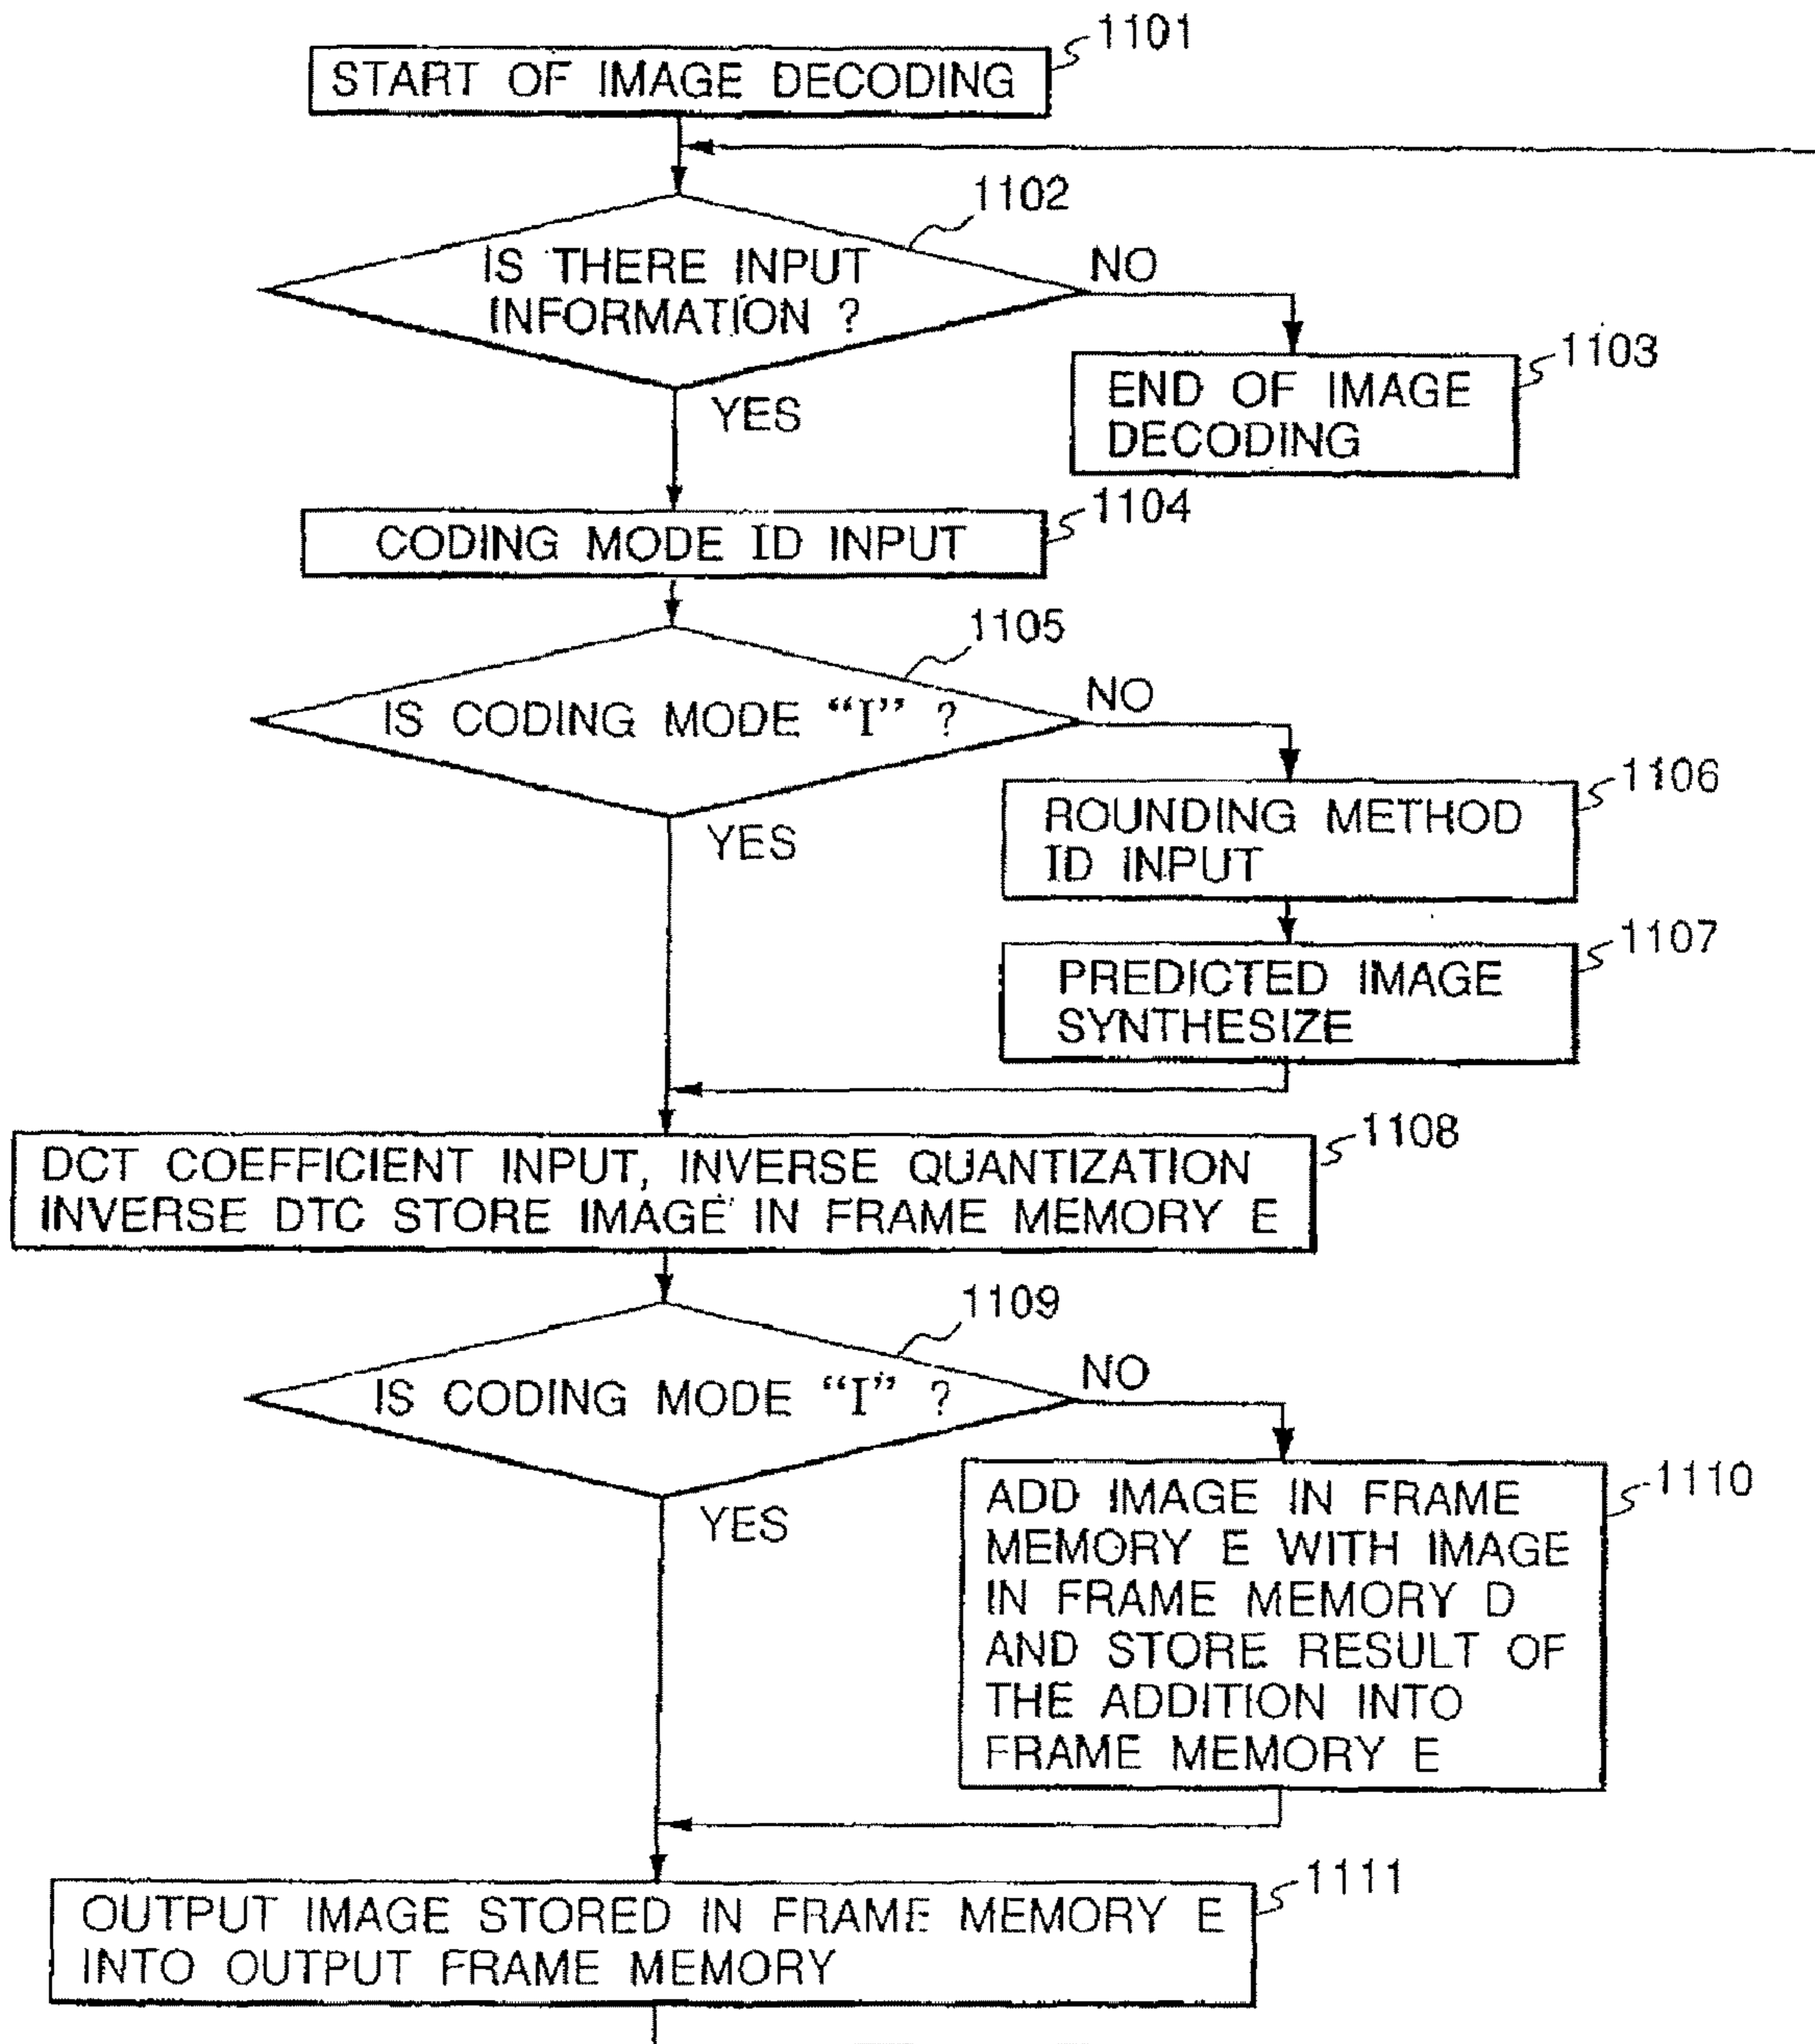 1101
START OF IMAGE DECODING
1102
IS THERE INPUT
INFORMATION ?
NO
YES
1103
END OF IMAGE
DECODING
1104
CODING MODE ID INPUT
1105
IS CODING MODE “I” ?
NO
YES
1106
ROUNDING METHOD
ID INPUT
1107
PREDICTED IMAGE
SYNTHESIZE
1108
DCT COEFFICIENT INPUT, INVERSE QUANTIZATION
INVERSE DTC STORE IMAGE IN FRAME MEMORY E
1109
IS CODING MODE “I” ?
NO
YES
1110
ADD IMAGE IN FRAME
MEMORY E WITH IMAGE
IN FRAME MEMORY D
AND STORE RESULT OF
THE ADDITION INTO
FRAME MEMORY E
1111
OUTPUT IMAGE STORED IN FRAME MEMORY E
INTO OUTPUT FRAME MEMORY